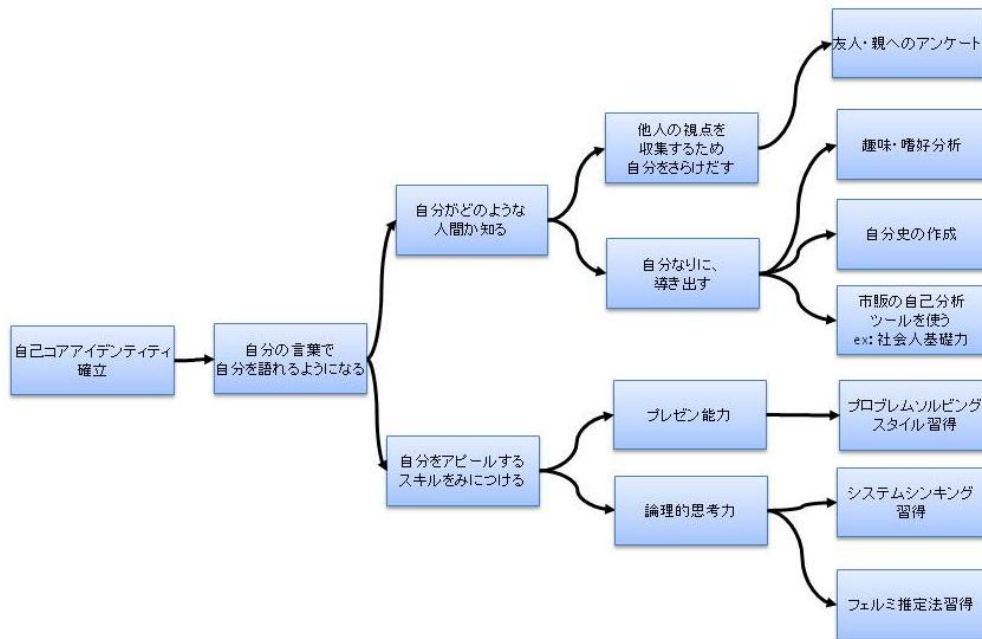 自己コアアイデンティティ
確立
自分の言葉で
自分を語れるようになる
自分がどのような
人間か知る
自分をアピールする
スキルをみにつける
他人の視点を
収集するため
自分をさらけだす
自分なりに、
導き出す
プレゼン能力
論理的思考力
友人・親へのアンケート
趣味・嗜好分析
自分史の作成
市販の自己分析
ツールを使う
ex:社会人基礎力
プロブレムソルビング
スタイル習得
システムシンキング
習得
フェルミ推定法習得